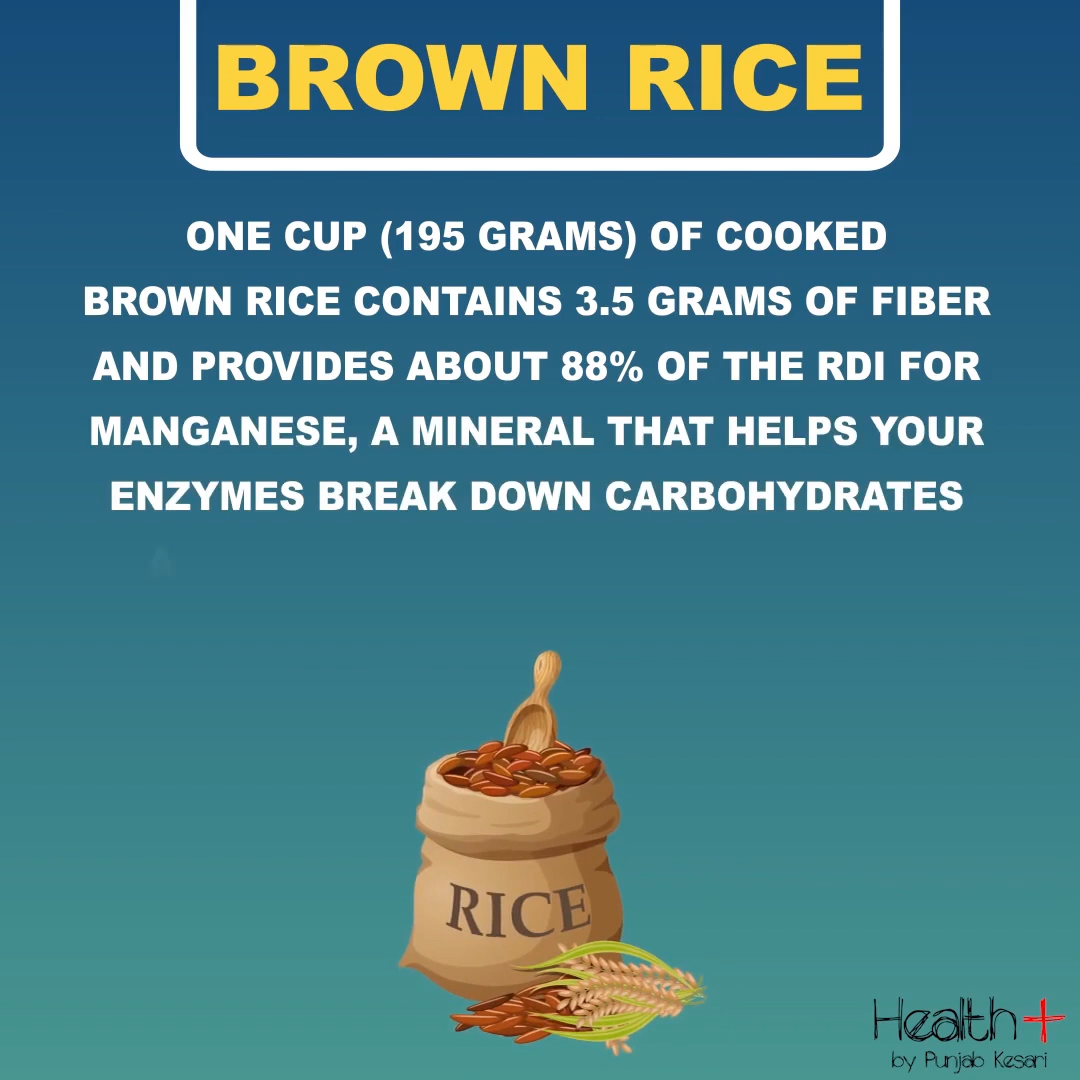 BROWN RICE
ONE CUP (195 GRAMS) OF COOKED
BROWN RICE CONTAINS 3.5 GRAMS OF FIBER
AND PROVIDES ABOUT 88% OF THE RDI FOR
MANGANESE, A MINERAL THAT HELPS YOUR
ENZYMES BREAK DOWN CARBOHYDRATES
RICE
Health+
by Punjab Kesari